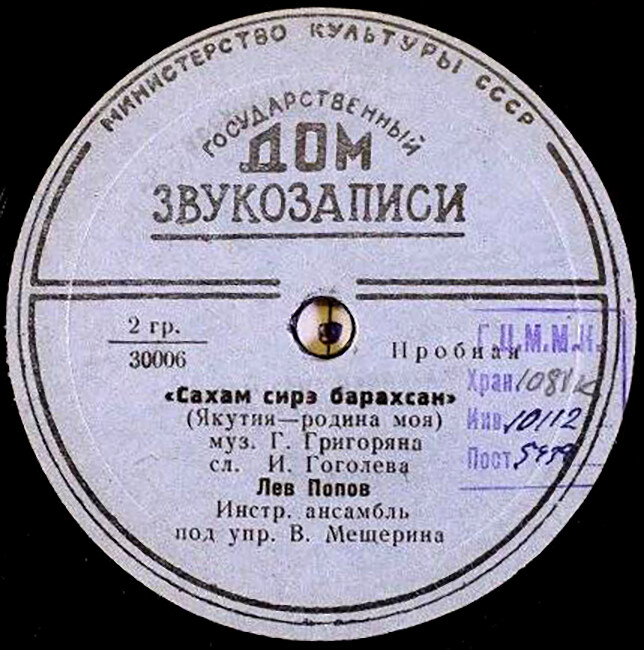 МИНИСТЕРСТВО КУЛЬТУРЫ СССР
ГОСУДАРСТВЕННЫЙ
ДОМ
ЗВУКОЗАПИСИ
2 гр.
30006
Пробная
Г.Ц.М.М.К.
Хран. 1081к
Инв. 10112
Пост.
«Сахам сирэ барахсан»
(Якутия—родина моя)
муз. Г. Григоряна
сл. И. Гоголева
Лев Попов
Инстр. ансамбль
под упр. В. Мещерина